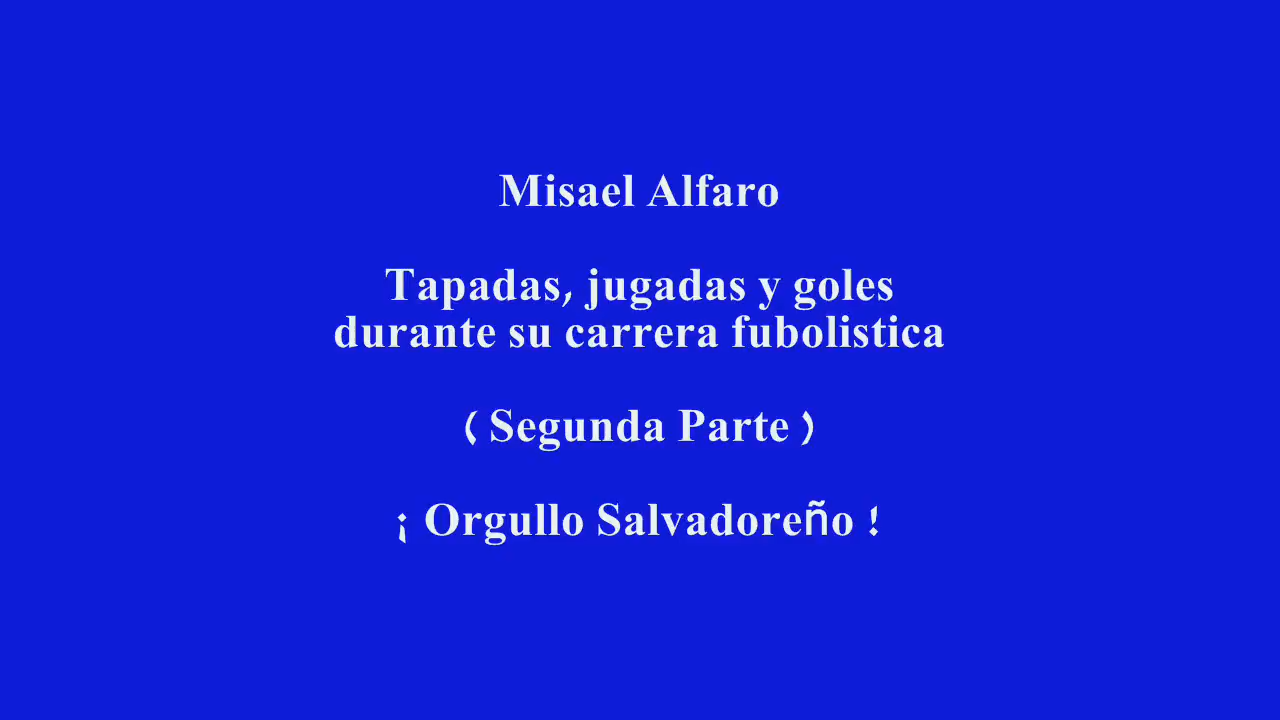 Misael Alfaro
Tapadas, jugadas y goles
durante su carrera fubolistica
( Segunda Parte )
¡ Orgullo Salvadoreño !